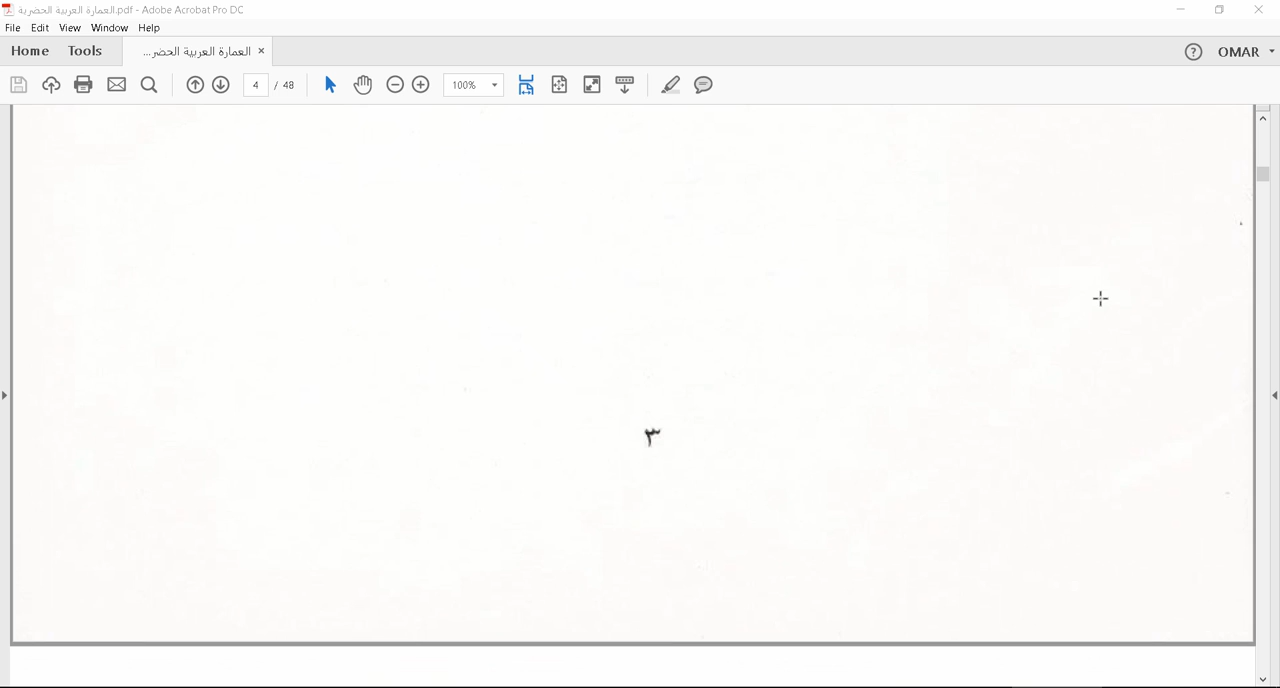 العمارة العربية الحضرية.pdf - Adobe Acrobat Pro DC
File Edit View Window Help
Home Tools العمارة العربية الحضر... × OMAR
4 / 48 100%
٣